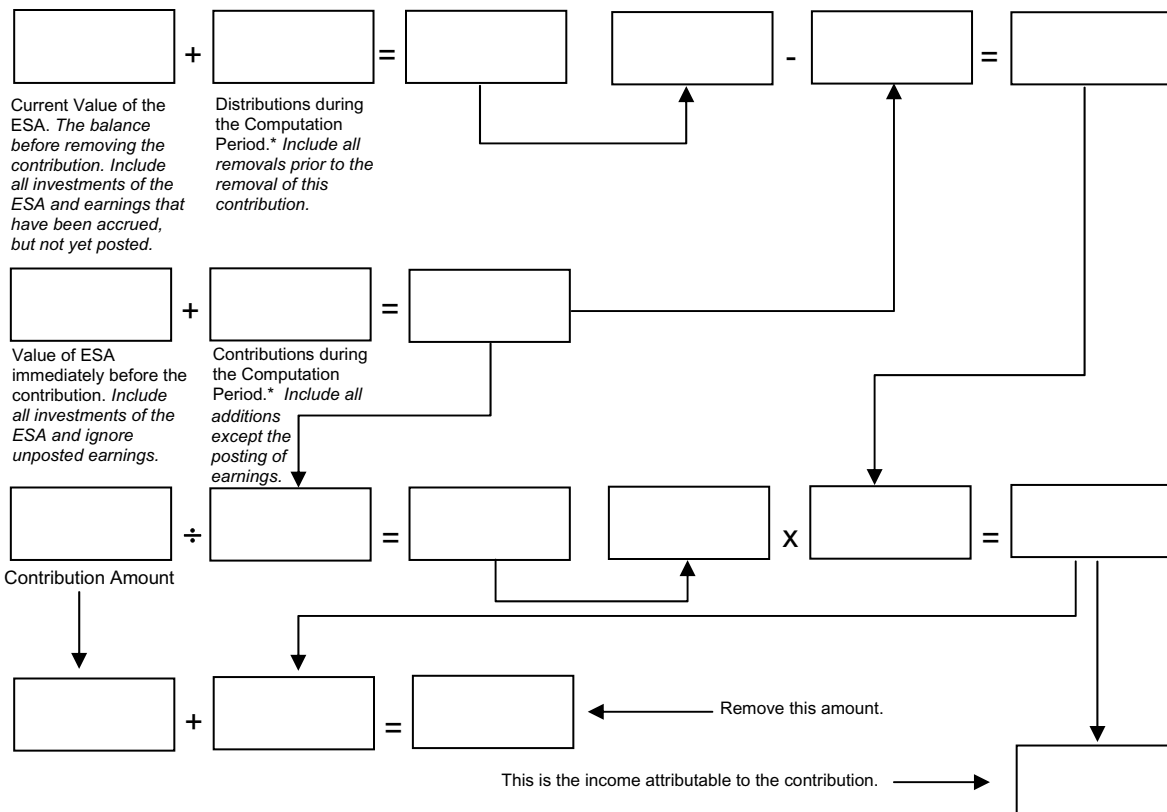 + = - =
Current Value of the
ESA. The balance
before removing the
contribution. Include
all investments of the
ESA and earnings that
have been accrued,
but not yet posted.
Distributions during
the Computation
Period.* Include all
removals prior to the
removal of this
contribution.
+ =
Value of ESA
immediately before the
contribution. Include
all investments of the
ESA and ignore
unposted earnings.
Contributions during
the Computation
Period.* Include all
additions
except the
posting of
earnings.
÷ = x =
Contribution Amount
+ =
Remove this amount.
This is the income attributable to the contribution.